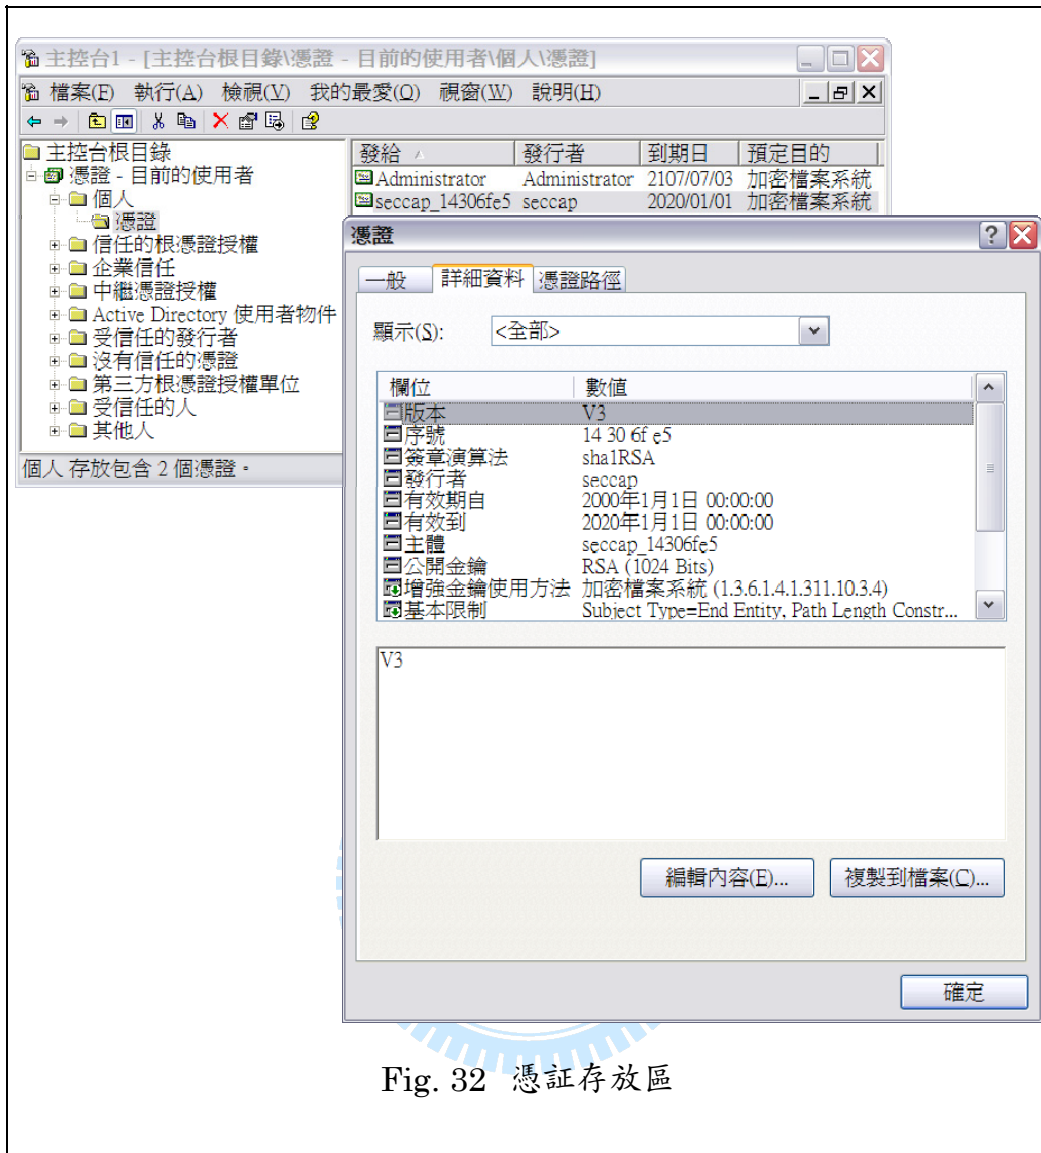 主控台1 - [主控台根目錄\憑證 - 目前的使用者\個人\憑證]
檔案(F) 執行(A) 檢視(V) 我的最愛(O) 視窗(W) 說明(H)
主控台根目錄
憑證 - 目前的使用者
個人
憑證
信任的根憑證授權
企業信任
中繼憑證授權
Active Directory 使用者物件
受信任的發行者
沒有信任的憑證
第三方根憑證授權單位
受信任的人
其他人
個人 存放包含 2 個憑證。
發給 發行者 到期日 預定目的
Administrator Administrator 2107/07/03 加密檔案系統
seccap_14306fe5 seccap 2020/01/01 加密檔案系統
憑證
一般 詳細資料 憑證路徑
顯示(S): <全部>
欄位 數值
版本 V3
序號 14 30 6f e5
簽章演算法 sha1RSA
發行者 seccap
有效期自 2000年1月1日 00:00:00
有效到 2020年1月1日 00:00:00
主體 seccap_14306fe5
公開金鑰 RSA (1024 Bits)
增強金鑰使用方法 加密檔案系統 (1.3.6.1.4.1.311.10.3.4)
基本限制 Subject Type=End Entity, Path Length Constr...
V3
編輯內容(E)... 複製到檔案(C)...
確定
Fig. 32 憑証存放區